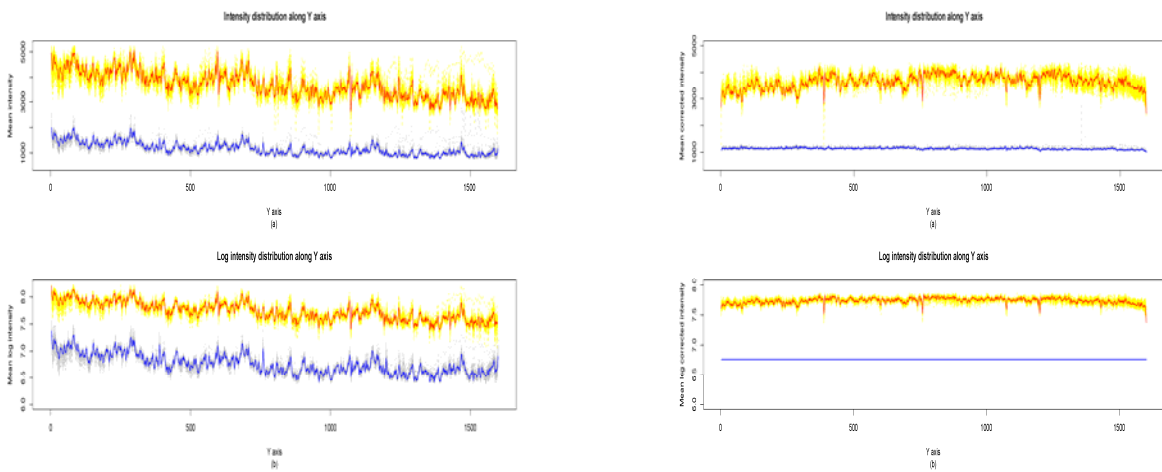 Intensity distribution along Y axis
Mean intensity
5000
3000
1000
0
500
1000
1500
Y axis
(a)
Intensity distribution along Y axis
Mean corrected intensity
5000
3000
1000
0
500
1000
1500
Y axis
(a)
Log intensity distribution along Y axis
Mean log intensity
8.0
7.5
7.0
6.5
6.0
0
500
1000
1500
Y axis
(b)
Log intensity distribution along Y axis
Mean log corrected intensity
8.0
7.5
7.0
6.5
6.0
0
500
1000
1500
Y axis
(b)